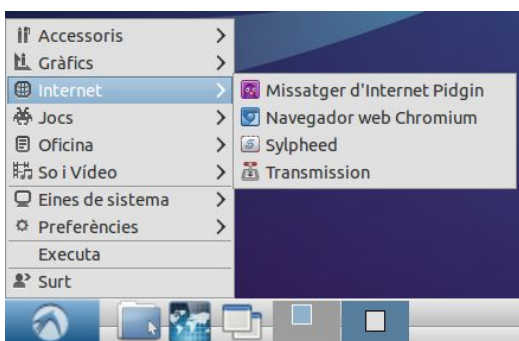 Accessoris
Gràfics
Internet
Jocs
Oficina
So i Vídeo
Eines de sistema
Preferències
Executa
Surt
Missatger d'Internet Pidgin
Navegador web Chromium
Sylpheed
Transmission